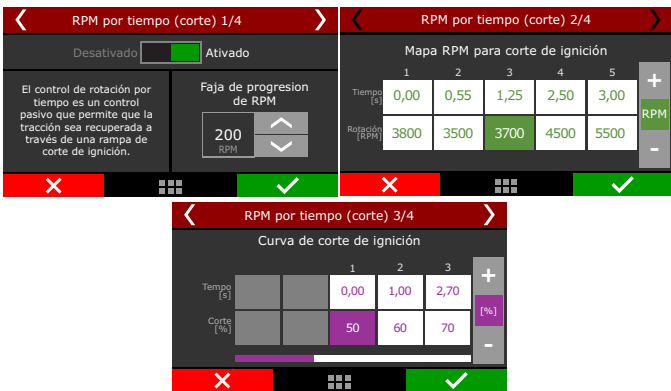 RPM por tiempo (corte) 1/4
Desativado Ativado
El control de rotación por
tiempo es un control
pasivo que permite que la
tracción sea recuperada a
través de una rampa de
corte de ignición.
Faja de progresion
de RPM
200
RPM
RPM por tiempo (corte) 2/4
Mapa RPM para corte de ignición
1 2 3 4 5
Tiempo
[s]
0,00 0,55 1,25 2,50 3,00
Rotación
[RPM]
3800 3500 3700 4500 5500
+
RPM
-
RPM por tiempo (corte) 3/4
Curva de corte de ignición
1 2 3
Tempo
[s]
0,00 1,00 2,70
Corte
[%]
50 60 70
+
[%]
-